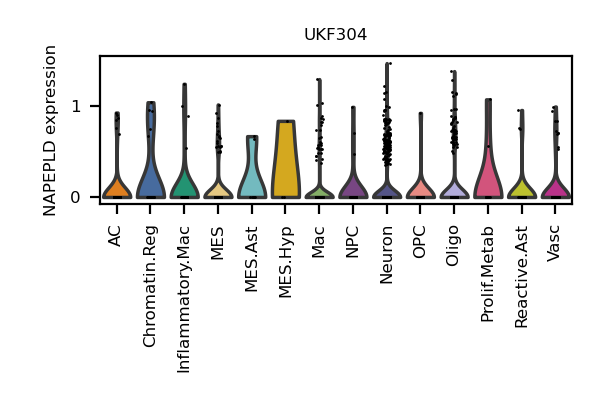 UKF304
NAPEPLD expression
1
0
AC
Chromatin.Reg
Inflammatory.Mac
MES
MES.Ast
MES.Hyp
Mac
NPC
Neuron
OPC
Oligo
Prolif.Metab
Reactive.Ast
Vasc